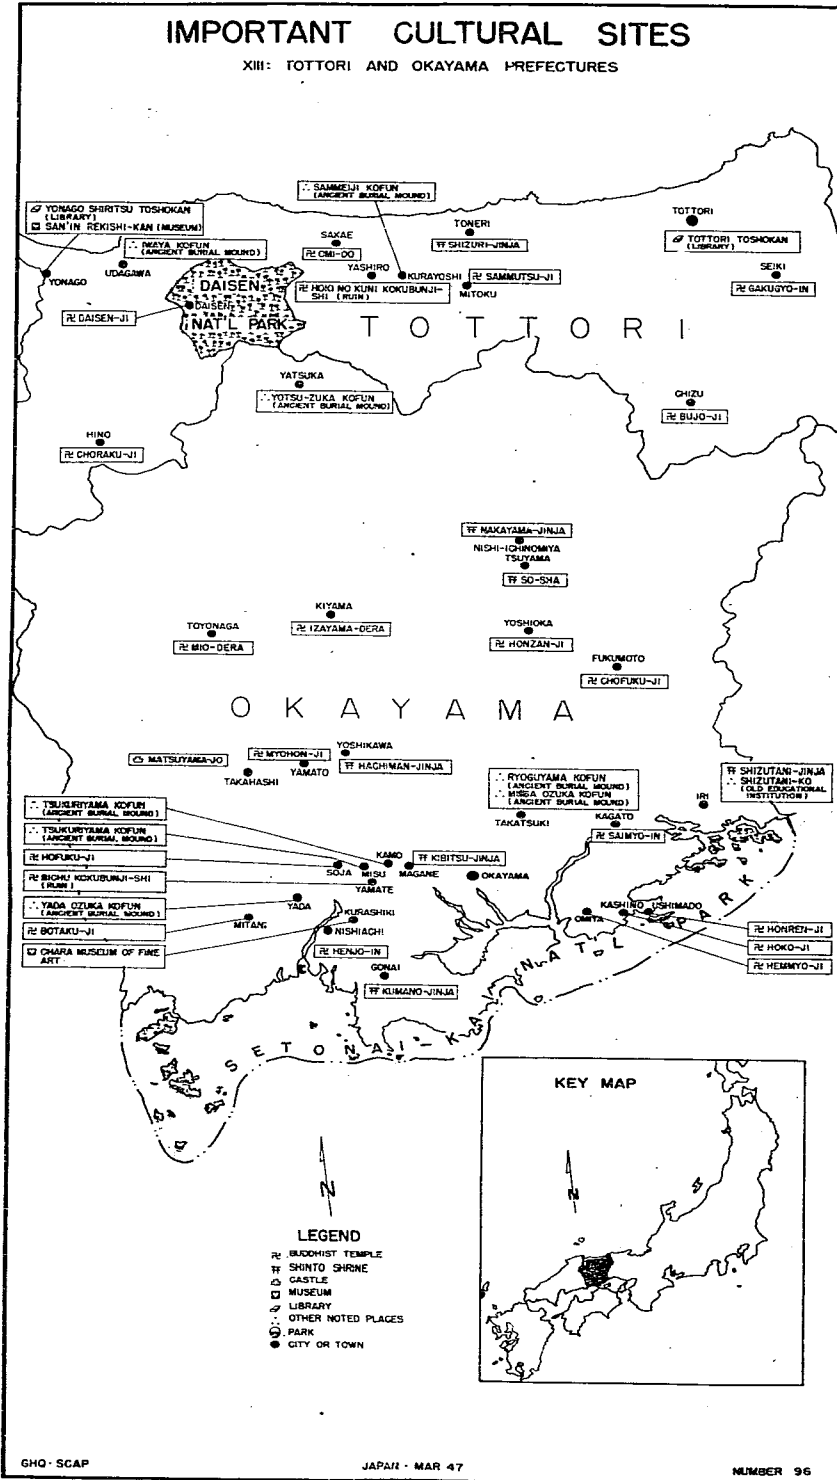 IMPORTANT CULTURAL SITES
XIII: TOTTORI AND OKAYAMA PREFECTURES
SAMMEIJI KOFUN
(ANCIENT BURIAL MOUND)
YONAGO SHIRITSU TOSHOKAN
(LIBRARY)
SAN'IN REKISHI-KAN (MUSEUM)
IWAYA KOFUN
(ANCIENT BURIAL MOUND)
YONAGO
UDAGAWA
SAKAE
OMI-DO
TONERI
SHIZURI-JINJA
TOTTORI
TOTTORI TOSHOKAN
(LIBRARY)
DAISEN
NAT'L PARK
DAISEN
DAISEN-JI
YASHIRO
HOKI NO KUNI KOKUBUNJI-
SHI (RUIN)
KURAYOSHI
SAMMUTSU-JI
MITOKU
SEIKI
GAKUGYO-IN
TOTTORI
YATSUKA
YOTSU-ZUKA KOFUN
(ANCIENT BURIAL MOUND)
CHIZU
BUJO-JI
HINO
CHORAKU-JI
NAKAYAMA-JINJA
NISHI-ICHINOMIYA
TSUYAMA
SO-SHA
KIYAMA
IZAYAMA-DERA
TOYONAGA
MIO-DERA
YOSHIOKA
HONZAN-JI
FUKUMOTO
CHOFUKU-JI
OKAYAMA
MATSUYAMA-JO
TAKAHASHI
MYOHON-JI
YAMATO
YOSHIKAWA
HACHIMAN-JINJA
RYOGUYAMA KOFUN
(ANCIENT BURIAL MOUND)
OZUKA KOFUN
(ANCIENT BURIAL MOUND)
TAKATSUKI
SHIZUTANI-JINJA
SHIZUTANI-KO
(OLD EDUCATIONAL
INSTITUTION)
IRI
KAGATO
SAIMYO-IN
TSUKURIYAMA KOFUN
(ANCIENT BURIAL MOUND)
TSUKURIYAMA KOFUN
(ANCIENT BURIAL MOUND)
HOFUKU-JI
BICHU KOKUBUNJI-SHI
(RUIN)
YADA OZUKA KOFUN
(ANCIENT BURIAL MOUND)
BOTAKU-JI
OHARA MUSEUM OF FINE
ART
SOJA
MISU
KAMO
MAGANE
KIBITSU-JINJA
YAMATE
OKAYAMA
YADA
MITANI
KURASHIKI
NISHIACHI
HENJO-IN
GONAI
KUMANO-JINJA
OMIYA
KASHINO
USHIMADO
HONREN-JI
HOKO-JI
HEMMYO-JI
SETONAI-KAI NAT'L PARK
KEY MAP
N
N
LEGEND
BUDDHIST TEMPLE
SHINTO SHRINE
CASTLE
MUSEUM
LIBRARY
OTHER NOTED PLACES
PARK
CITY OR TOWN
GHQ-SCAP
JAPAN - MAR 47
NUMBER 96